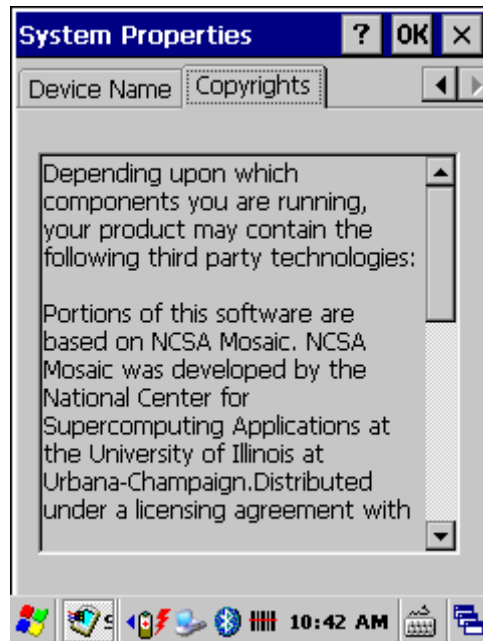 System Properties ? OK ×
Device Name Copyrights
Depending upon which
components you are running,
your product may contain the
following third party technologies:
Portions of this software are
based on NCSA Mosaic. NCSA
Mosaic was developed by the
National Center for
Supercomputing Applications at
the University of Illinois at
Urbana-Champaign.Distributed
under a licensing agreement with
S 10:42 AM